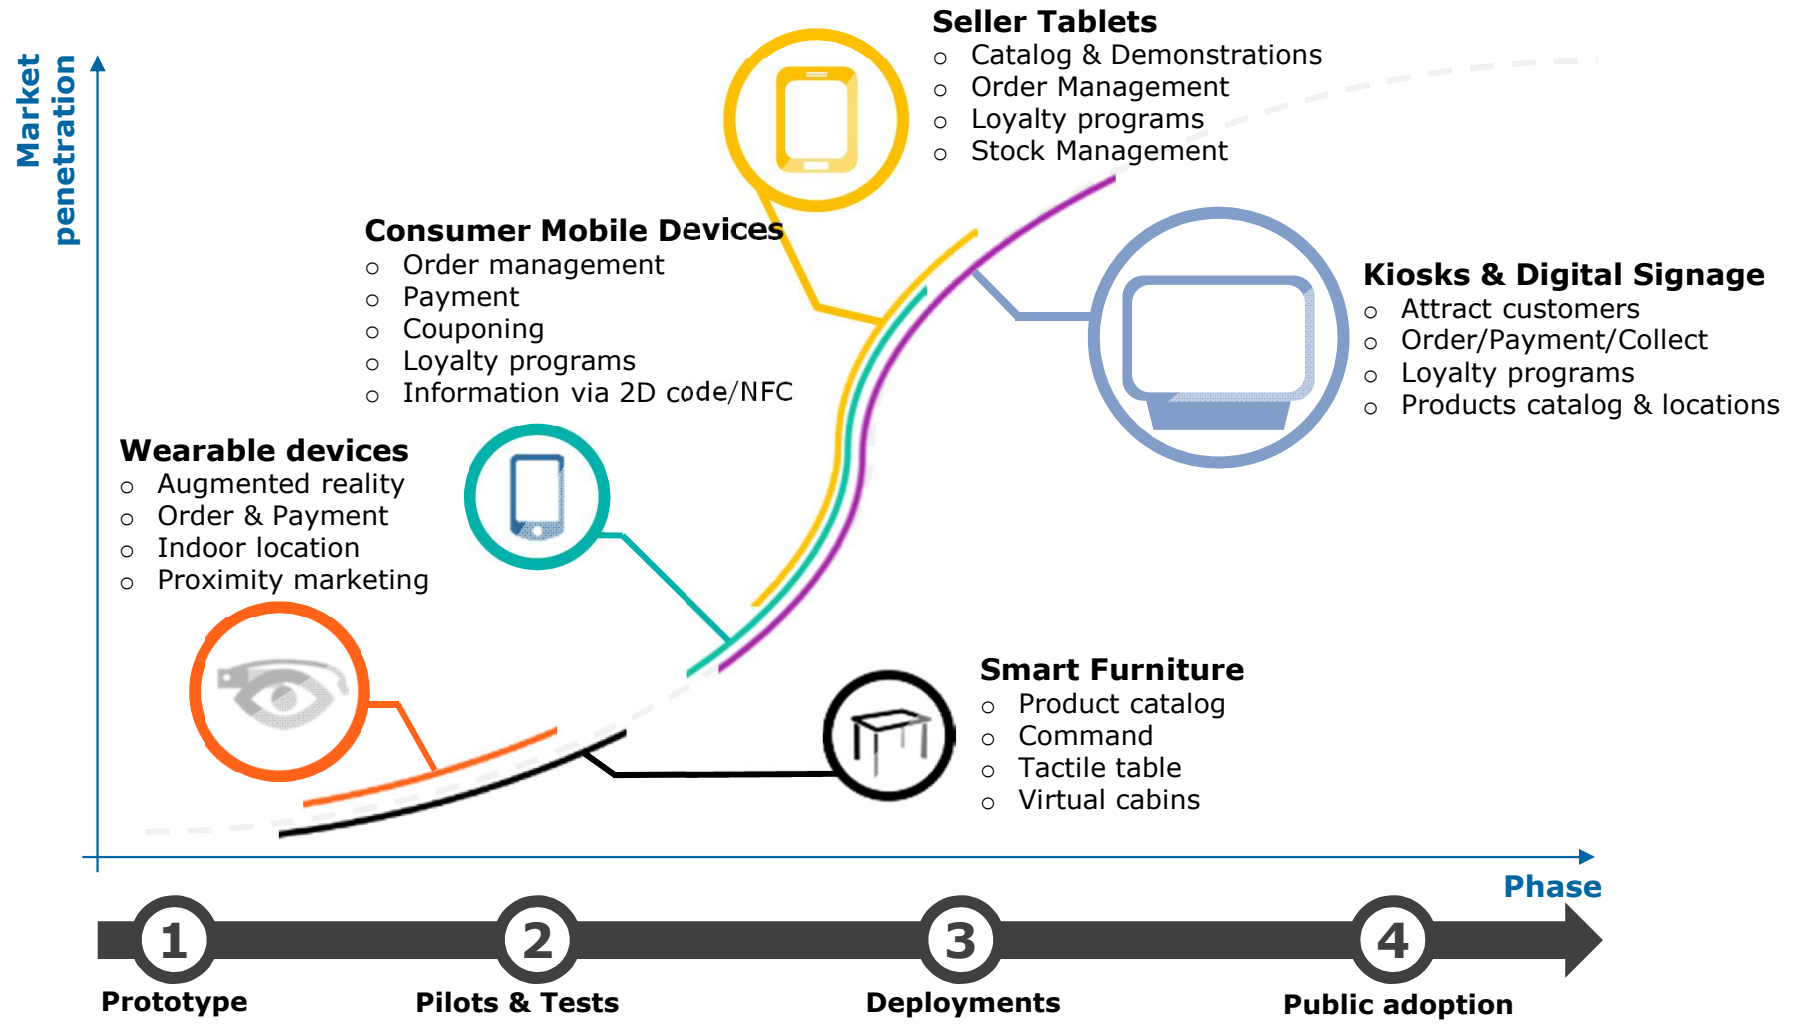 Market
penetration
Seller Tablets
o Catalog & Demonstrations
o Order Management
o Loyalty programs
o Stock Management
Consumer Mobile Devices
o Order management
o Payment
o Couponing
o Loyalty programs
o Information via 2D code/NFC
Kiosks & Digital Signage
o Attract customers
o Order/Payment/Collect
o Loyalty programs
o Products catalog & locations
Wearable devices
o Augmented reality
o Order & Payment
o Indoor location
o Proximity marketing
Smart Furniture
o Product catalog
o Command
o Tactile table
o Virtual cabins
Phase
1
2
3
4
Prototype
Pilots & Tests
Deployments
Public adoption